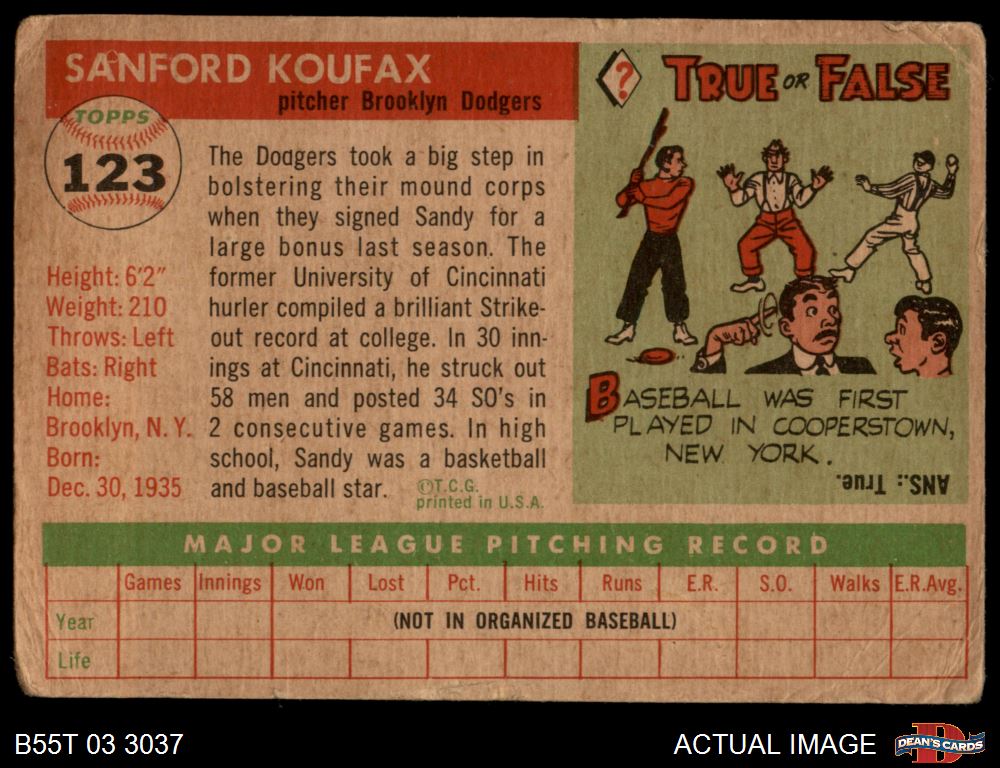 SANFORD KOUFAX
pitcher Brooklyn Dodgers
TOPPS
123
Height: 6'2"
Weight: 210
Throws: Left
Bats: Right
Home:
Brooklyn, N. Y.
Born:
Dec. 30, 1935
The Dodgers took a big step in
bolstering their mound corps
when they signed Sandy for a
large bonus last season. The
former University of Cincinnati
hurler compiled a brilliant Strike-
out record at college. In 30 inn-
ings at Cincinnati, he struck out
58 men and posted 34 SO's in
2 consecutive games. In high
school, Sandy was a basketball
and baseball star.
©T.C.G.
printed in U.S.A.
?
TRUE OR FALSE
BASEBALL WAS FIRST
PLAYED IN COOPERSTOWN,
NEW YORK.
ANS.: True.
MAJOR LEAGUE PITCHING RECORD
Games Innings Won Lost Pct. Hits Runs E.R. S.O. Walks E.R.Avg.
Year (NOT IN ORGANIZED BASEBALL)
Life
B55T 03 3037
ACTUAL IMAGE
D
DEAN'S CARDS